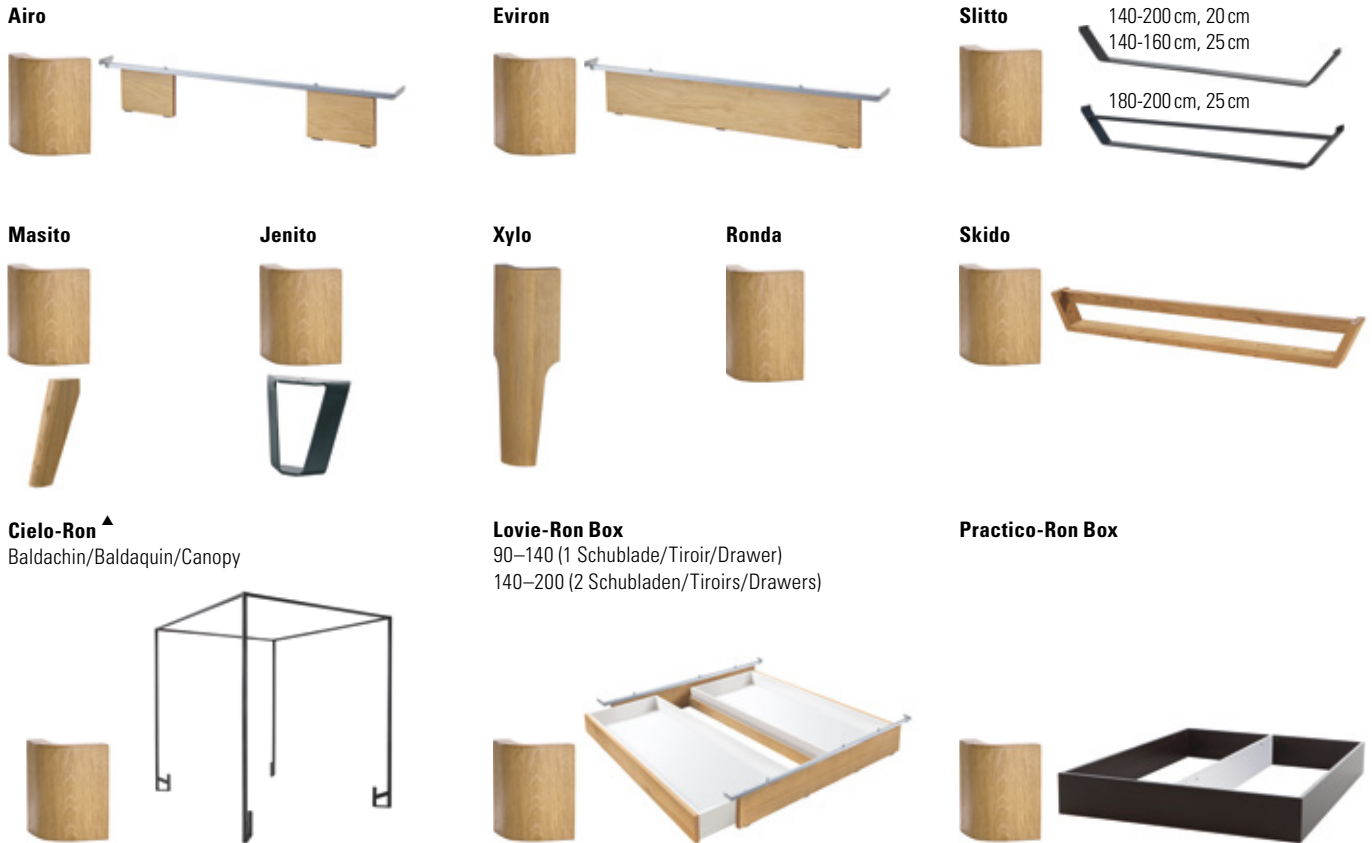 Airo
Eviron
Slitto
140-200 cm, 20 cm
140-160 cm, 25 cm
180-200 cm, 25 cm
Masito
Jenito
Xylo
Ronda
Skido
Cielo-Ron ▲
Baldachin/Baldaquin/Canopy
Lovie-Ron Box
90–140 (1 Schublade/Tiroir/Drawer)
140–200 (2 Schubladen/Tiroirs/Drawers)
Practico-Ron Box